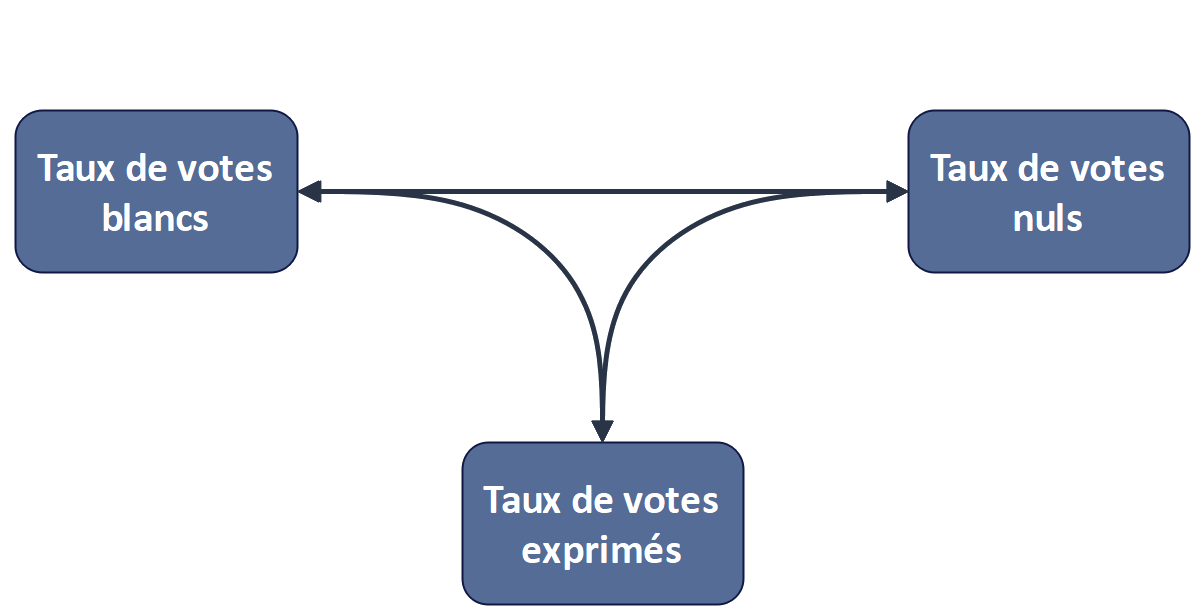 Taux de votes
blancs
Taux de votes
nuls
Taux de votes
exprimés